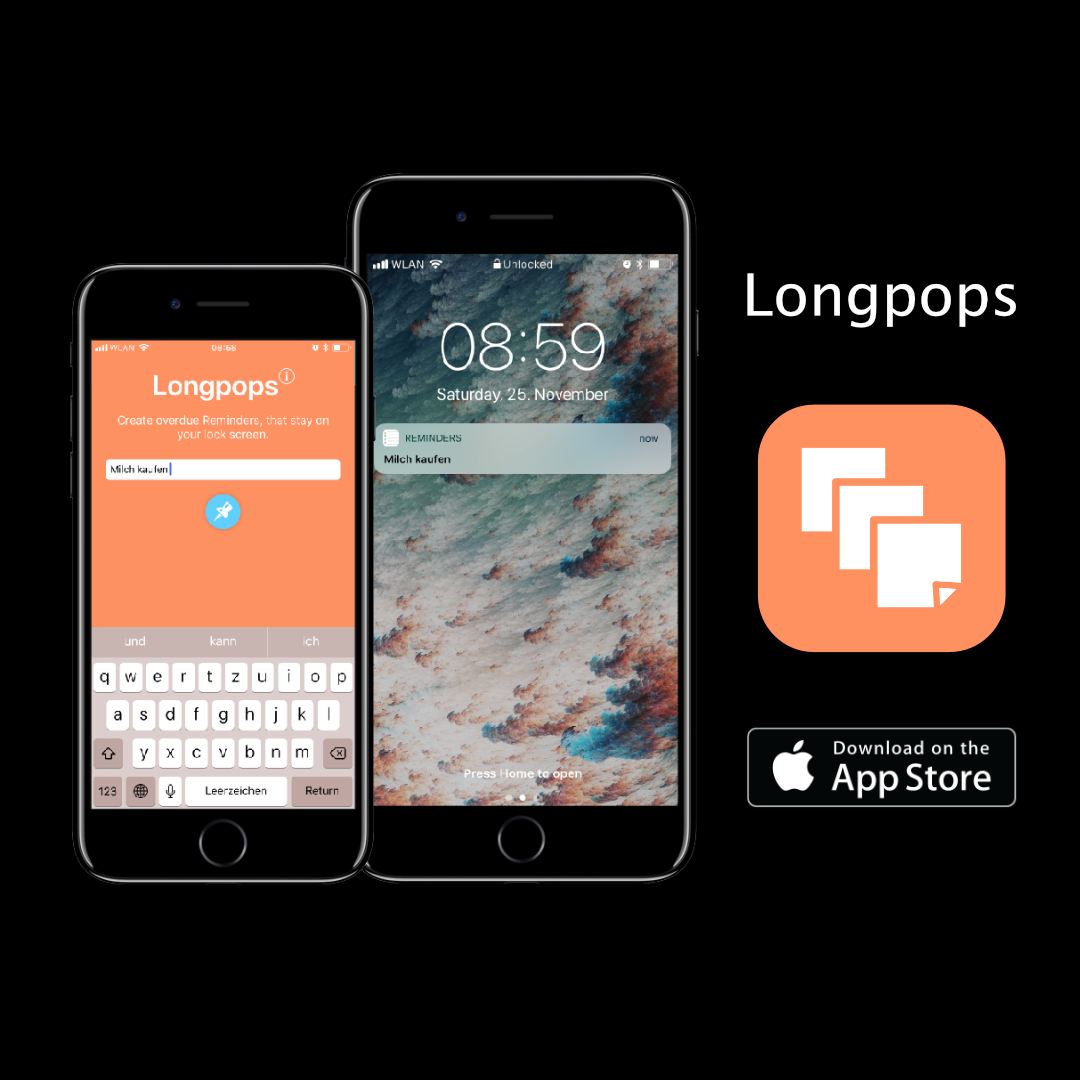 WLAN 08:58
Longpops
Create overdue Reminders, that stay on
your lock screen.
Milch kaufen
und kann ich
q w e r t z u i o p
a s d f g h j k l
y x c v b n m
123 Leerzeichen Return
WLAN Unlocked
08:59
Saturday, 25. November
REMINDERS now
Milch kaufen
Press Home to open
Longpops
Download on the
App Store